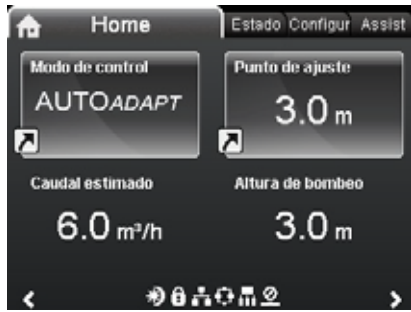 Home Estado Configur Assist
Modo de control Punto de ajuste
AUTOADAPT 3.0 m
Caudal estimado Altura de bombeo
6.0 m³/h 3.0 m